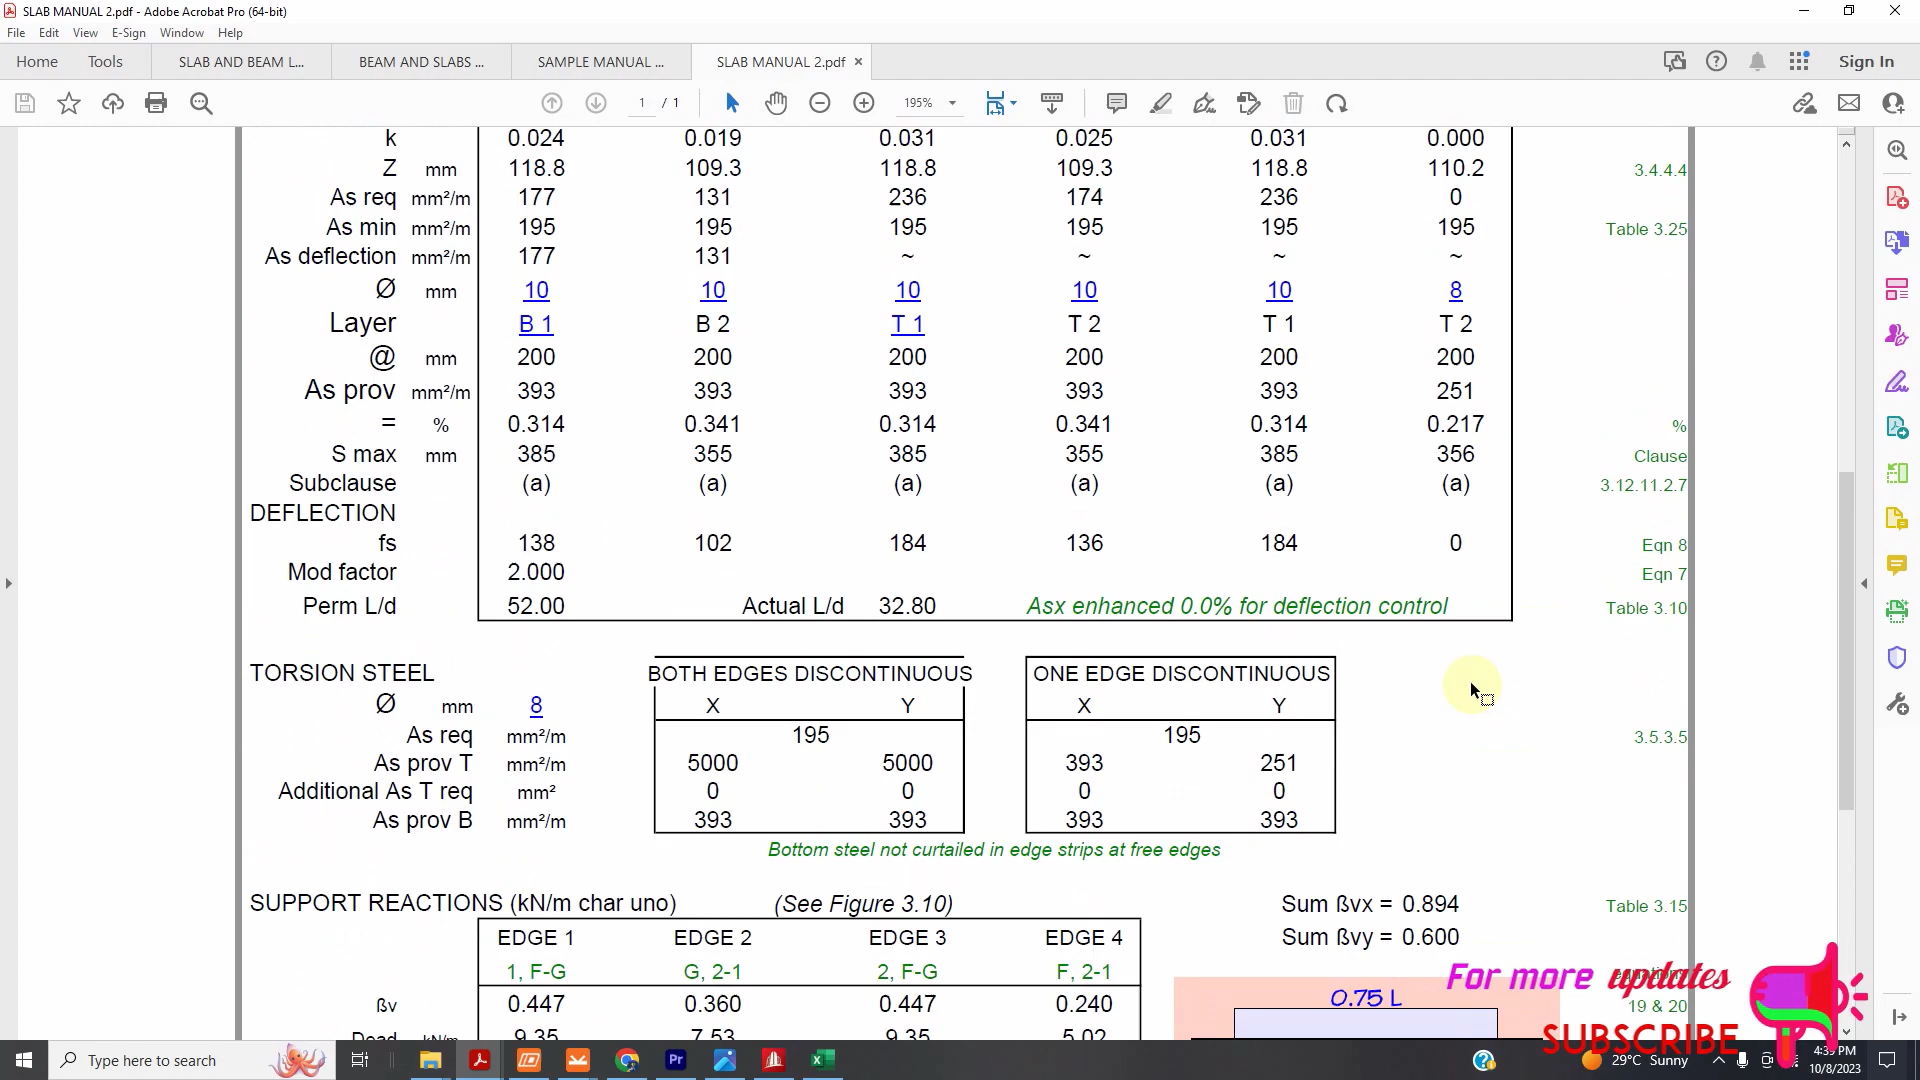 SLAB MANUAL 2.pdf - Adobe Acrobat Pro (64-bit)
File Edit View E-Sign Window Help
Home Tools SLAB AND BEAM L... BEAM AND SLABS ... SAMPLE MANUAL ... SLAB MANUAL 2.pdf × Sign In
1 / 1 195%
k 0.024 0.019 0.031 0.025 0.031 0.000
Z mm 118.8 109.3 118.8 109.3 118.8 110.2 3.4.4.4
As req mm²/m 177 131 236 174 236 0
As min mm²/m 195 195 195 195 195 195 Table 3.25
As deflection mm²/m 177 131 ~ ~ ~ ~
Ø mm 10 10 10 10 10 8
Layer B 1 B 2 T 1 T 2 T 1 T 2
@ mm 200 200 200 200 200 200
As prov mm²/m 393 393 393 393 393 251
= % 0.314 0.341 0.314 0.341 0.314 0.217 %
S max mm 385 355 385 355 385 356 Clause
Subclause (a) (a) (a) (a) (a) (a) 3.12.11.2.7
DEFLECTION
fs 138 102 184 136 184 0 Eqn 8
Mod factor 2.000 Eqn 7
Perm L/d 52.00 Actual L/d 32.80 Asx enhanced 0.0% for deflection control Table 3.10
TORSION STEEL BOTH EDGES DISCONTINUOUS ONE EDGE DISCONTINUOUS
Ø mm 8 X Y X Y
As req mm²/m 195 195 3.5.3.5
As prov T mm²/m 5000 5000 393 251
Additional As T req mm² 0 0 0 0
As prov B mm²/m 393 393 393 393
Bottom steel not curtailed in edge strips at free edges
SUPPORT REACTIONS (kN/m char uno) (See Figure 3.10) Sum ßvx = 0.894 Table 3.15
EDGE 1 EDGE 2 EDGE 3 EDGE 4 Sum ßvy = 0.600
1, F-G G, 2-1 2, F-G F, 2-1 equations
For more updates
ßv 0.447 0.360 0.447 0.240 0.75 L 19 & 20
Dead kN/m 9.35 7.53 9.35 5.02
SUBSCRIBE
Type here to search 29°C Sunny 4:39 PM
10/8/2023